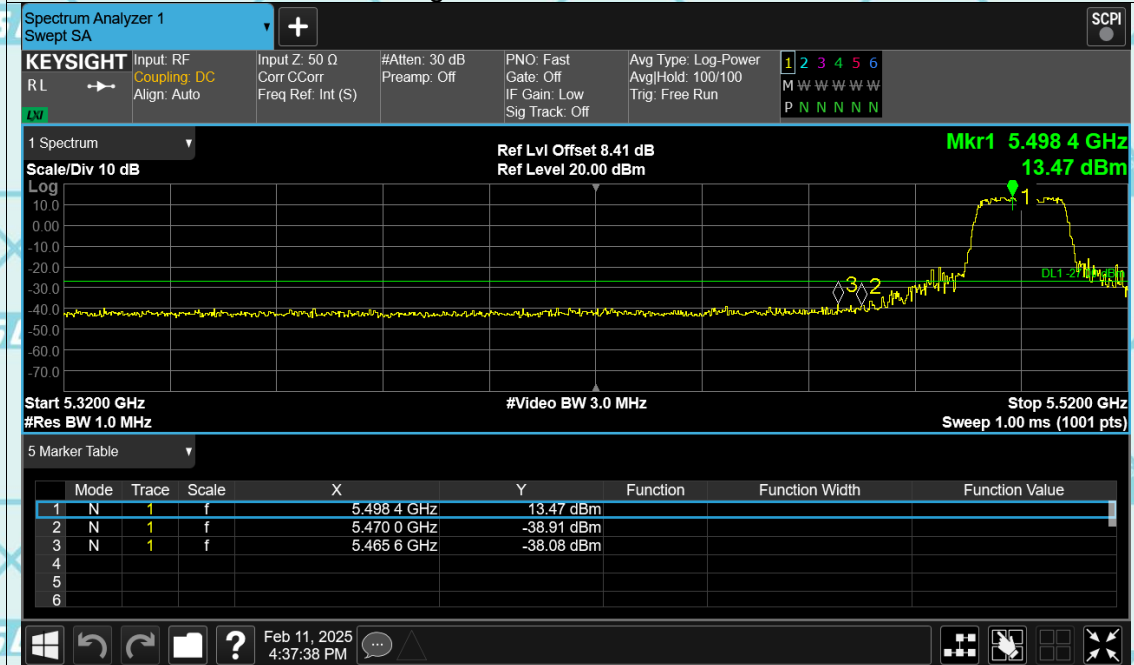 Spectrum Analyzer 1
Swept SA
+
SCPI
KEYSIGHT
R L
LXI
Input: RF
Coupling: DC
Align: Auto
Input Z: 50 Ω
Corr CCorr
Freq Ref: Int (S)
#Atten: 30 dB
Preamp: Off
PNO: Fast
Gate: Off
IF Gain: Low
Sig Track: Off
Avg Type: Log-Power
Avg|Hold: 100/100
Trig: Free Run
1 2 3 4 5 6
M W W W W W
P N N N N N
1 Spectrum
Scale/Div 10 dB
Ref Lvl Offset 8.41 dB
Ref Level 20.00 dBm
Mkr1 5.498 4 GHz
13.47 dBm
Log
10.0
0.00
-10.0
-20.0
-30.0
-40.0
-50.0
-60.0
-70.0
1
3 2
Start 5.3200 GHz
#Res BW 1.0 MHz
#Video BW 3.0 MHz
Stop 5.5200 GHz
Sweep 1.00 ms (1001 pts)
5 Marker Table
Mode Trace Scale X Y Function Function Width Function Value
1 N 1 f 5.498 4 GHz 13.47 dBm
2 N 1 f 5.470 0 GHz -38.91 dBm
3 N 1 f 5.465 6 GHz -38.08 dBm
4
5
6
?
Feb 11, 2025
4:37:38 PM